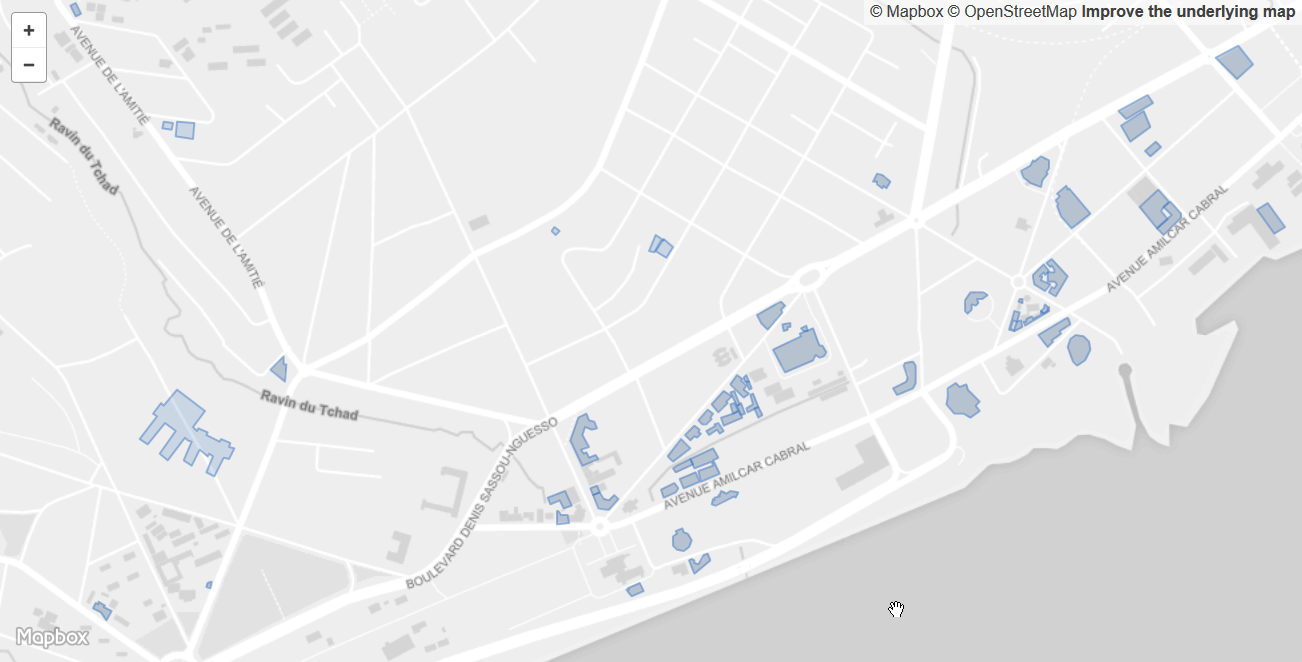 © Mapbox © OpenStreetMap Improve the underlying map
+
−
AVENUE DE L'AMITIÉ
Ravin du Tchad
AVENUE DE L'AMITIÉ
AVENUE AMILCAR CABRAL
Ravin du Tchad
BOULEVARD DENIS SASSOU-NGUESSO
AVENUE AMILCAR CABRAL
Mapbox